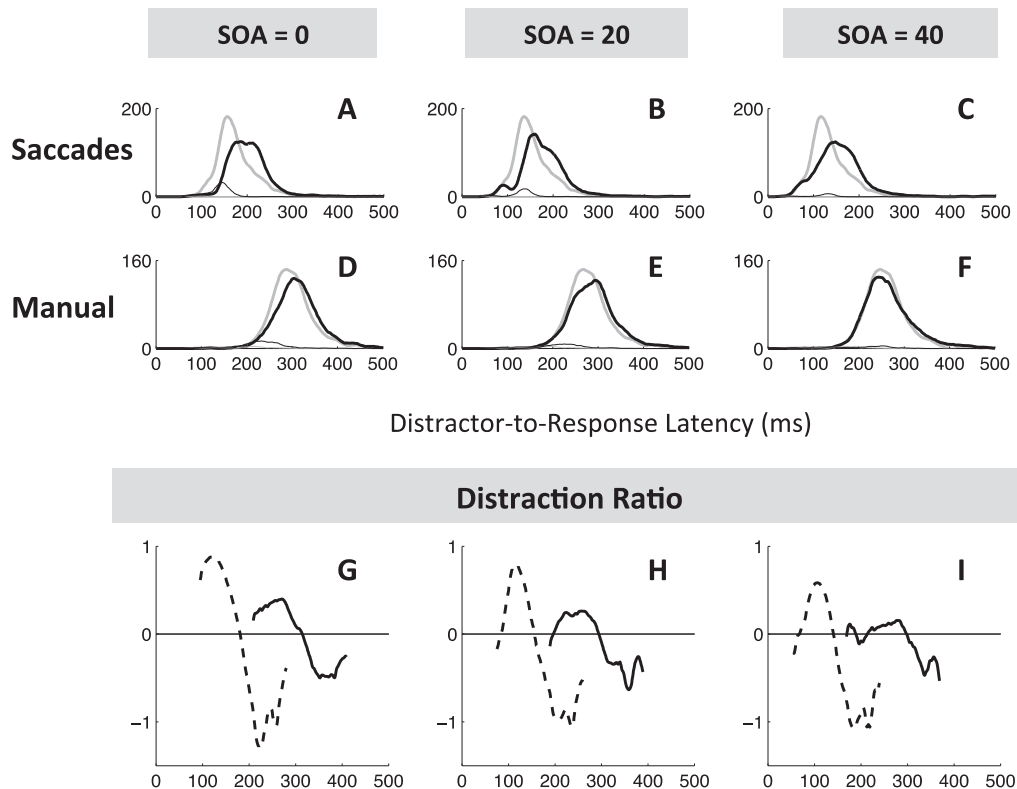 SOA = 0 SOA = 20 SOA = 40
A B C
Saccades
200 200 200
0 0 0
0 100 200 300 400 500 0 100 200 300 400 500 0 100 200 300 400 500
D E F
Manual
160 160 160
0 0 0
0 100 200 300 400 500 0 100 200 300 400 500 0 100 200 300 400 500
Distractor-to-Response Latency (ms)
Distraction Ratio
G H I
1 1 1
0 0 0
−1 −1 −1
0 100 200 300 400 500 0 100 200 300 400 500 0 100 200 300 400 500